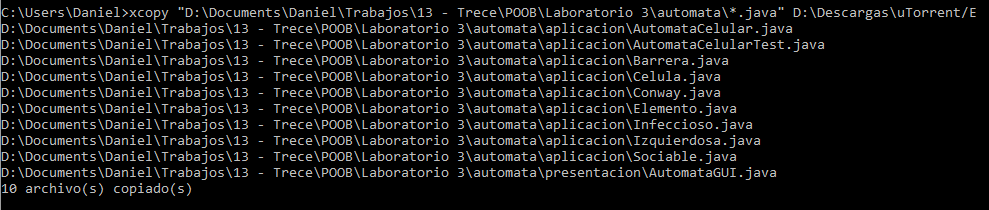 C:\Users\Daniel>xcopy "D:\Documents\Daniel\Trabajos\13 - Trece\POOB\Laboratorio 3\automata\*.java" D:\Descargas\uTorrent/E
D:\Documents\Daniel\Trabajos\13 - Trece\POOB\Laboratorio 3\automata\aplicacion\AutomataCelular.java
D:\Documents\Daniel\Trabajos\13 - Trece\POOB\Laboratorio 3\automata\aplicacion\AutomataCelularTest.java
D:\Documents\Daniel\Trabajos\13 - Trece\POOB\Laboratorio 3\automata\aplicacion\Barrera.java
D:\Documents\Daniel\Trabajos\13 - Trece\POOB\Laboratorio 3\automata\aplicacion\Celula.java
D:\Documents\Daniel\Trabajos\13 - Trece\POOB\Laboratorio 3\automata\aplicacion\Conway.java
D:\Documents\Daniel\Trabajos\13 - Trece\POOB\Laboratorio 3\automata\aplicacion\Elemento.java
D:\Documents\Daniel\Trabajos\13 - Trece\POOB\Laboratorio 3\automata\aplicacion\Infeccioso.java
D:\Documents\Daniel\Trabajos\13 - Trece\POOB\Laboratorio 3\automata\aplicacion\Izquierdosa.java
D:\Documents\Daniel\Trabajos\13 - Trece\POOB\Laboratorio 3\automata\aplicacion\Sociable.java
D:\Documents\Daniel\Trabajos\13 - Trece\POOB\Laboratorio 3\automata\presentacion\AutomataGUI.java
10 archivo(s) copiado(s)